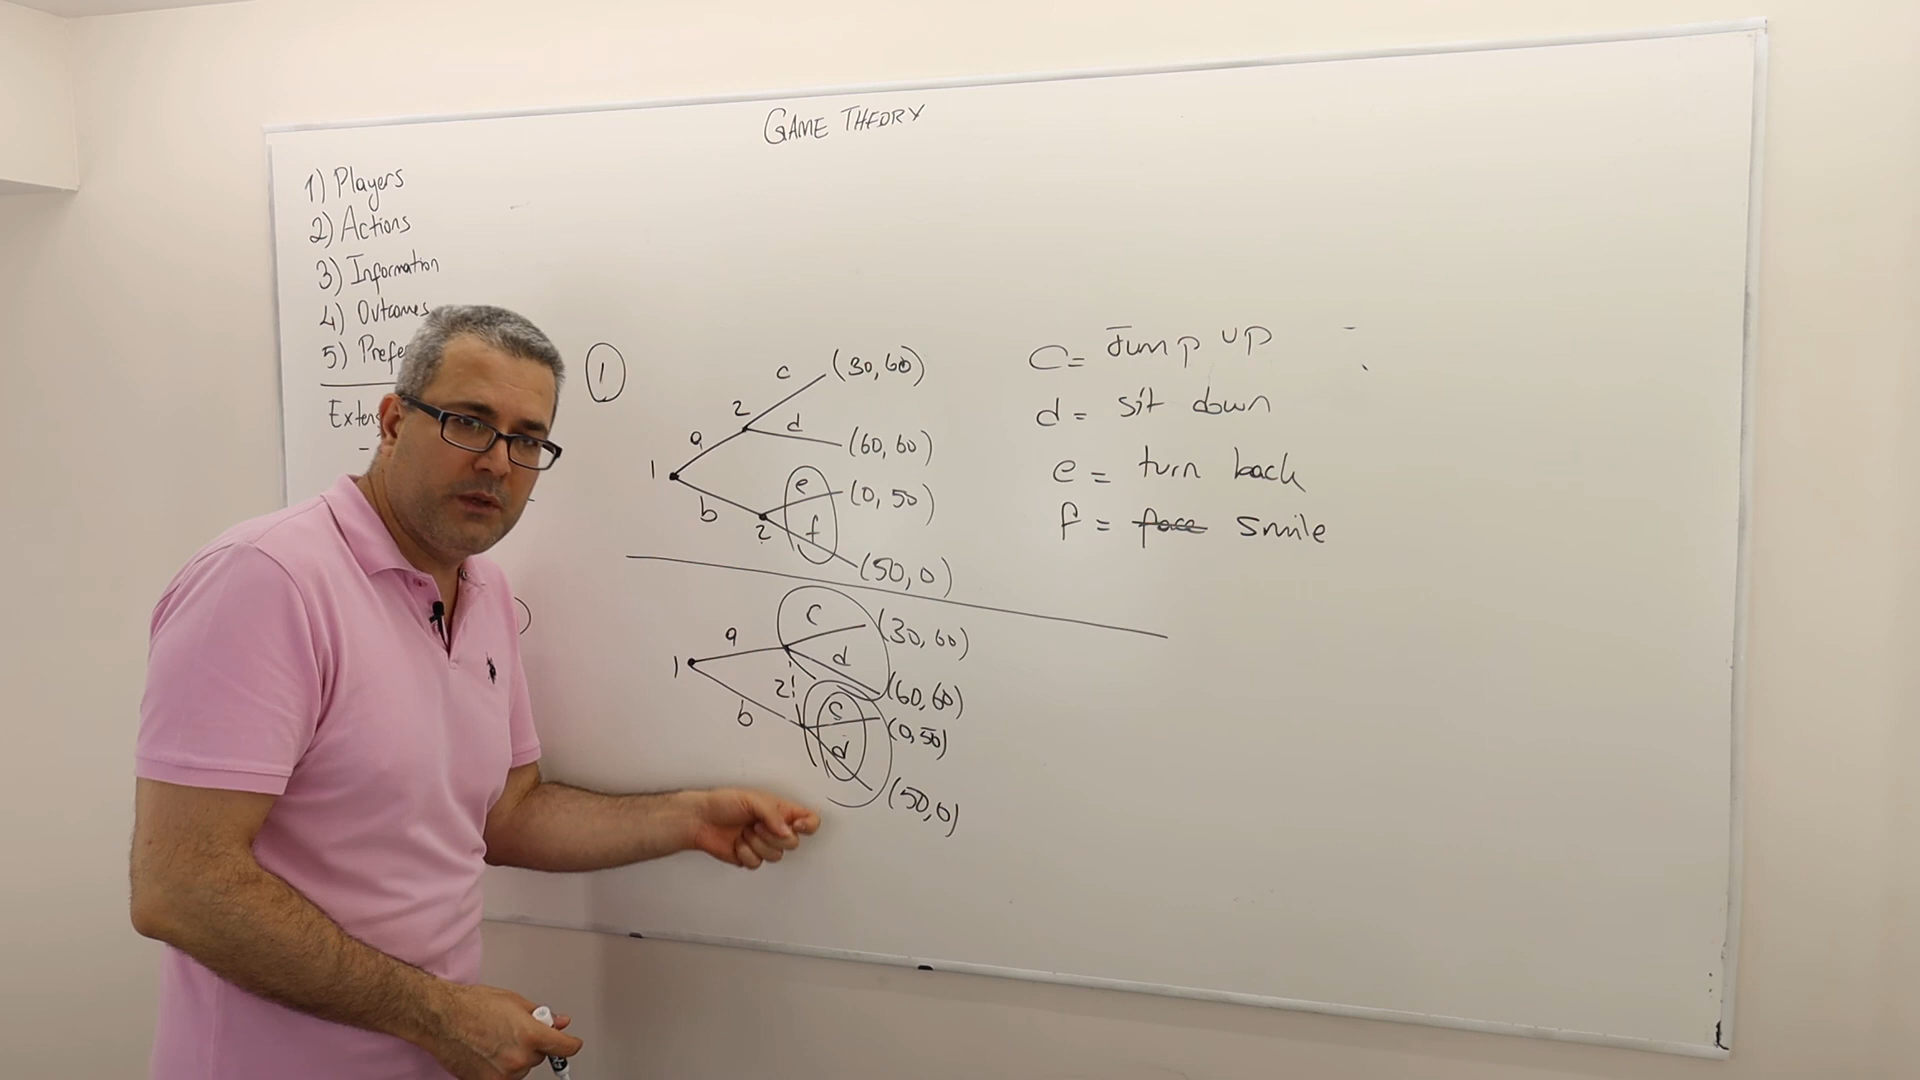 GAME THEORY
1) Players
2) Actions
3) Information
4) Outcomes
5) Prefe
Extens
1
c (30,60)
2
d (60,60)
a
1
b
e (0,50)
2
f
(50,0)
c = Jump up
d = sit down
e = turn back
f = face smile
a c (30,60)
1
d
2 (60,60)
b
c (0,50)
d
(50,0)